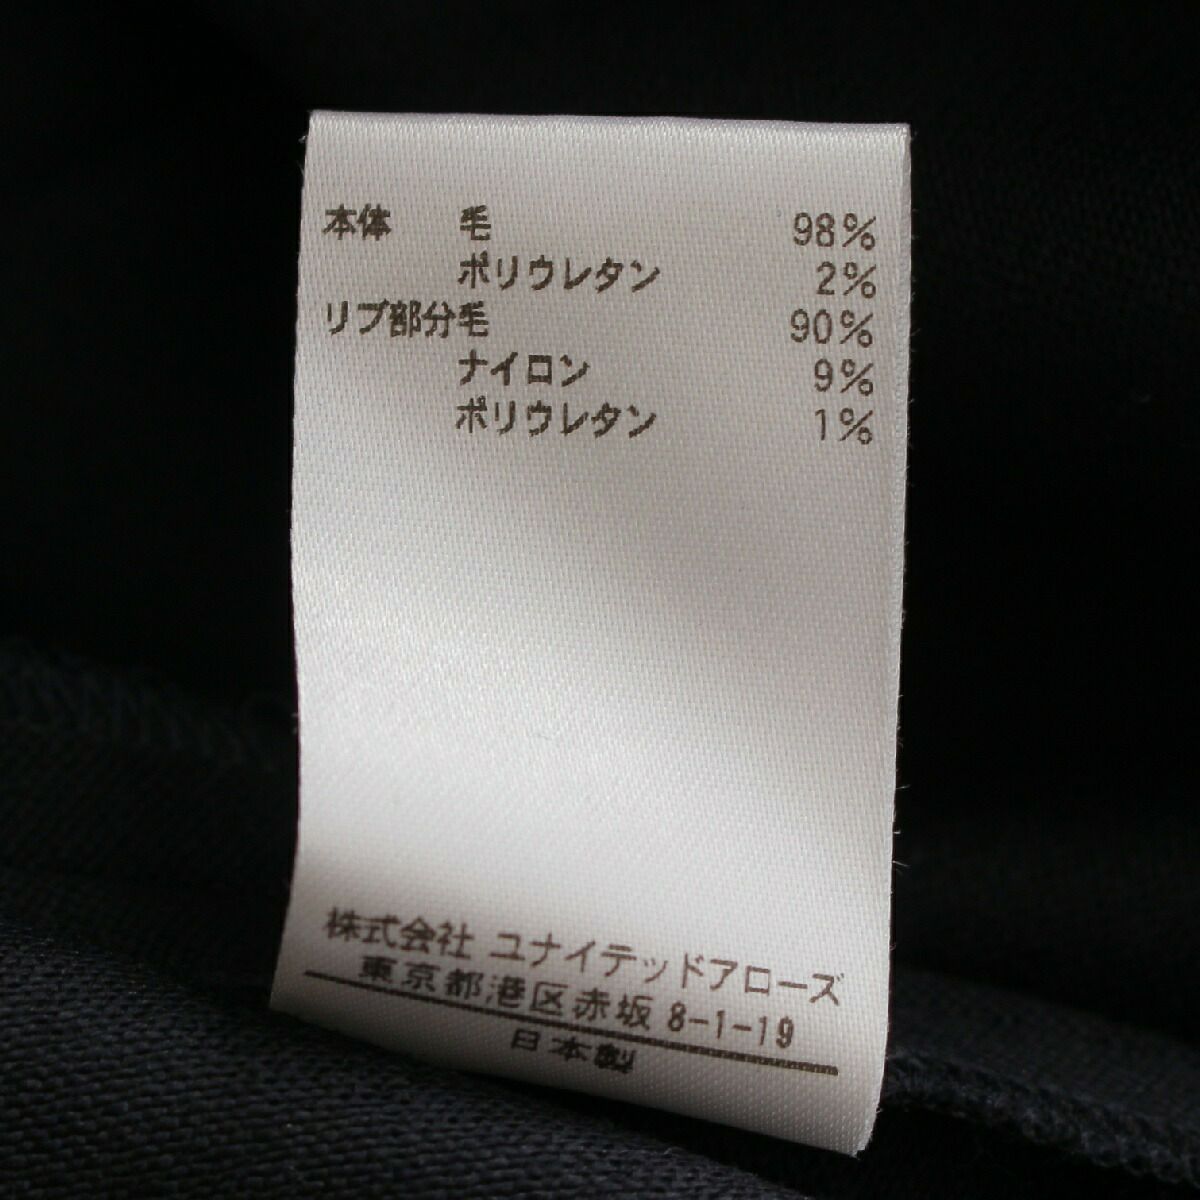 本体 毛 98%
ポリウレタン 2%
リブ部分毛 90%
ナイロン 9%
ポリウレタン 1%
株式会社 ユナイテッドアローズ
東京都港区赤坂 8-1-19
日本製